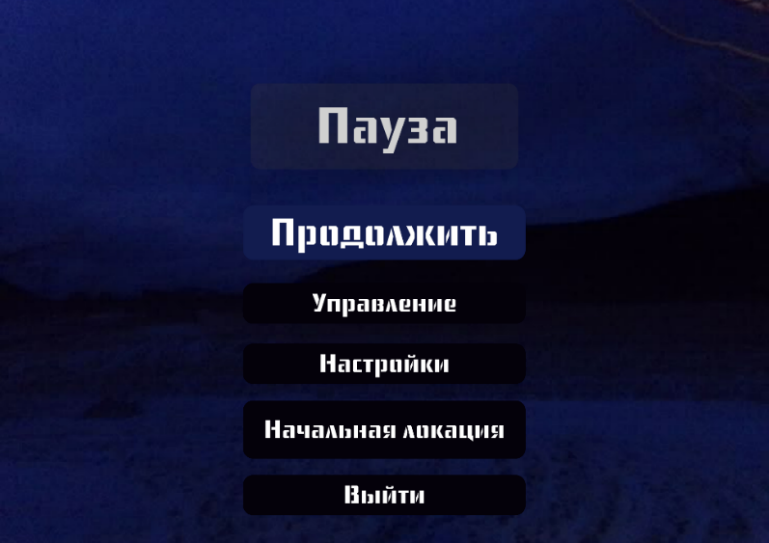 Пауза
Продолжить
Управление
Настройки
Начальная локация
Выйти